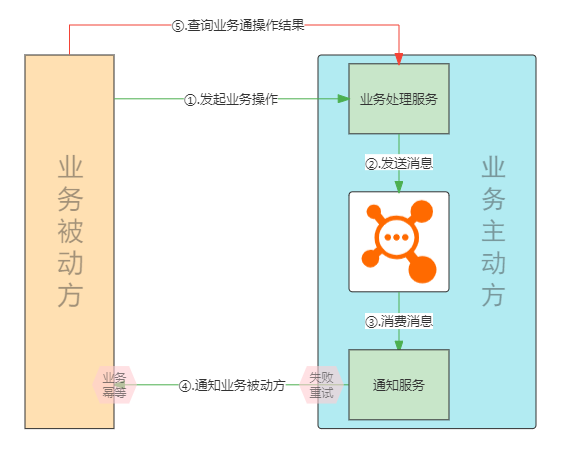 ⑤.查询业务通操作结果
①.发起业务操作
业务处理服务
②.发送消息
业
务
被
动
方
业
务
主
动
方
③.消费消息
业务
幂等
④.通知业务被动方
失败
重试
通知服务